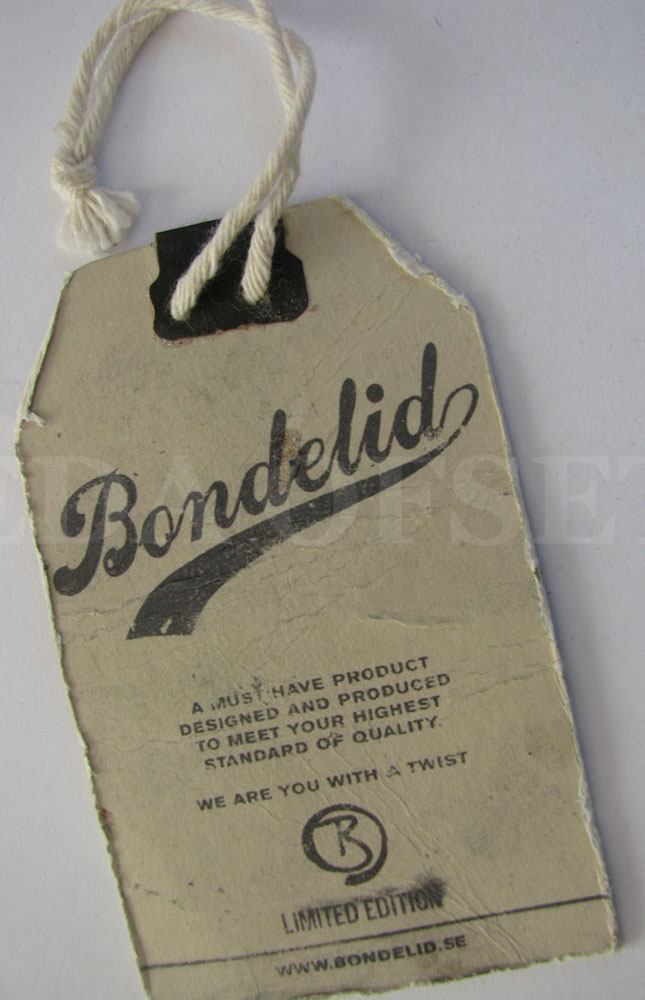 Bondelid
A MUST HAVE PRODUCT
DESIGNED AND PRODUCED
TO MEET YOUR HIGHEST
STANDARD OF QUALITY.
WE ARE YOU WITH A TWIST
B
LIMITED EDITION
WWW.BONDELID.SE